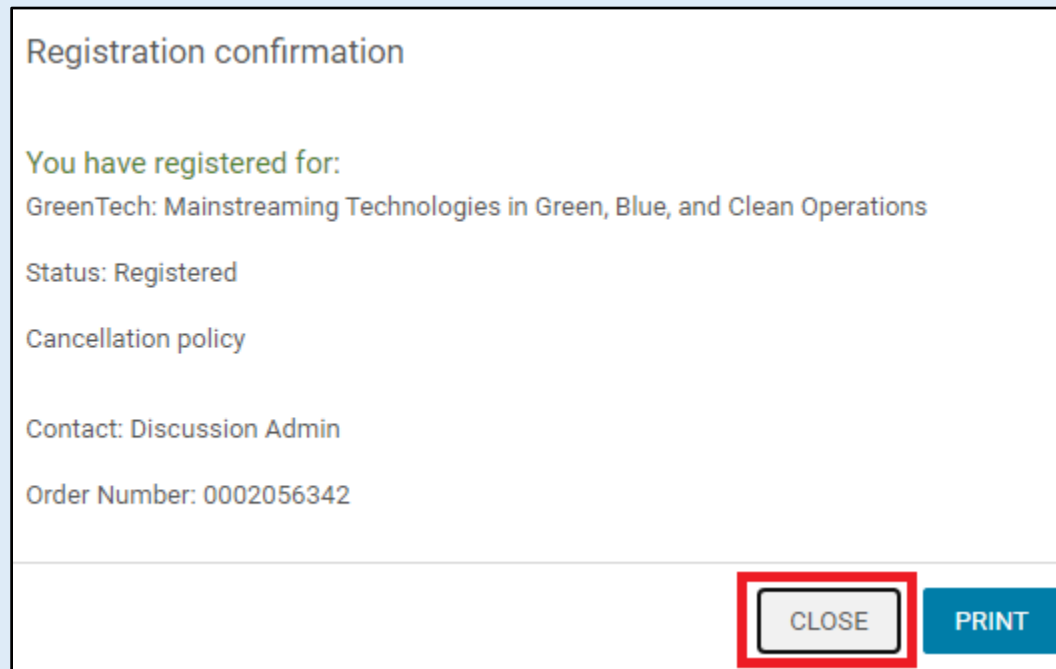 Registration confirmation
You have registered for:
GreenTech: Mainstreaming Technologies in Green, Blue, and Clean Operations
Status: Registered
Cancellation policy
Contact: Discussion Admin
Order Number: 0002056342
CLOSE
PRINT